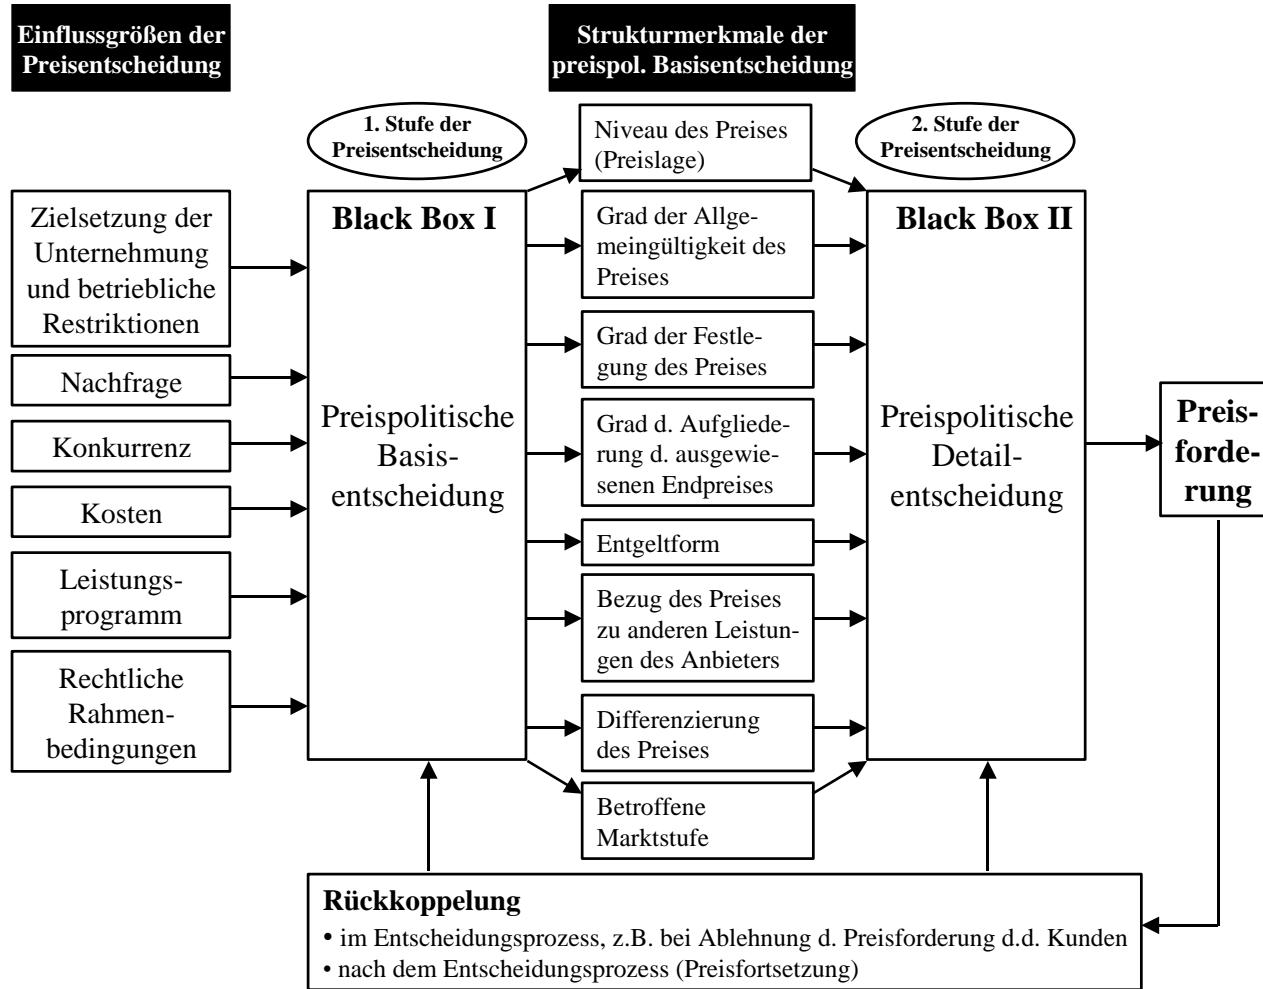 Einflussgrößen der
Preisentscheidung
Strukturmerkmale der
preispol. Basisentscheidung
1. Stufe der
Preisentscheidung
2. Stufe der
Preisentscheidung
Zielsetzung der
Unternehmung
und betriebliche
Restriktionen
Nachfrage
Konkurrenz
Kosten
Leistungs-
programm
Rechtliche
Rahmen-
bedingungen
Black Box I
Preispolitische
Basis-
entscheidung
Niveau des Preises
(Preislage)
Grad der Allge-
meingültigkeit des
Preises
Grad der Festle-
gung des Preises
Grad d. Aufgliede-
rung d. ausgewie-
senen Endpreises
Entgeltform
Bezug des Preises
zu anderen Leistun-
gen des Anbieters
Differenzierung
des Preises
Betroffene
Marktstufe
Black Box II
Preispolitische
Detail-
entscheidung
Preis-
forde-
rung
Rückkoppelung
• im Entscheidungsprozess, z.B. bei Ablehnung d. Preisforderung d.d. Kunden
• nach dem Entscheidungsprozess (Preisfortsetzung)